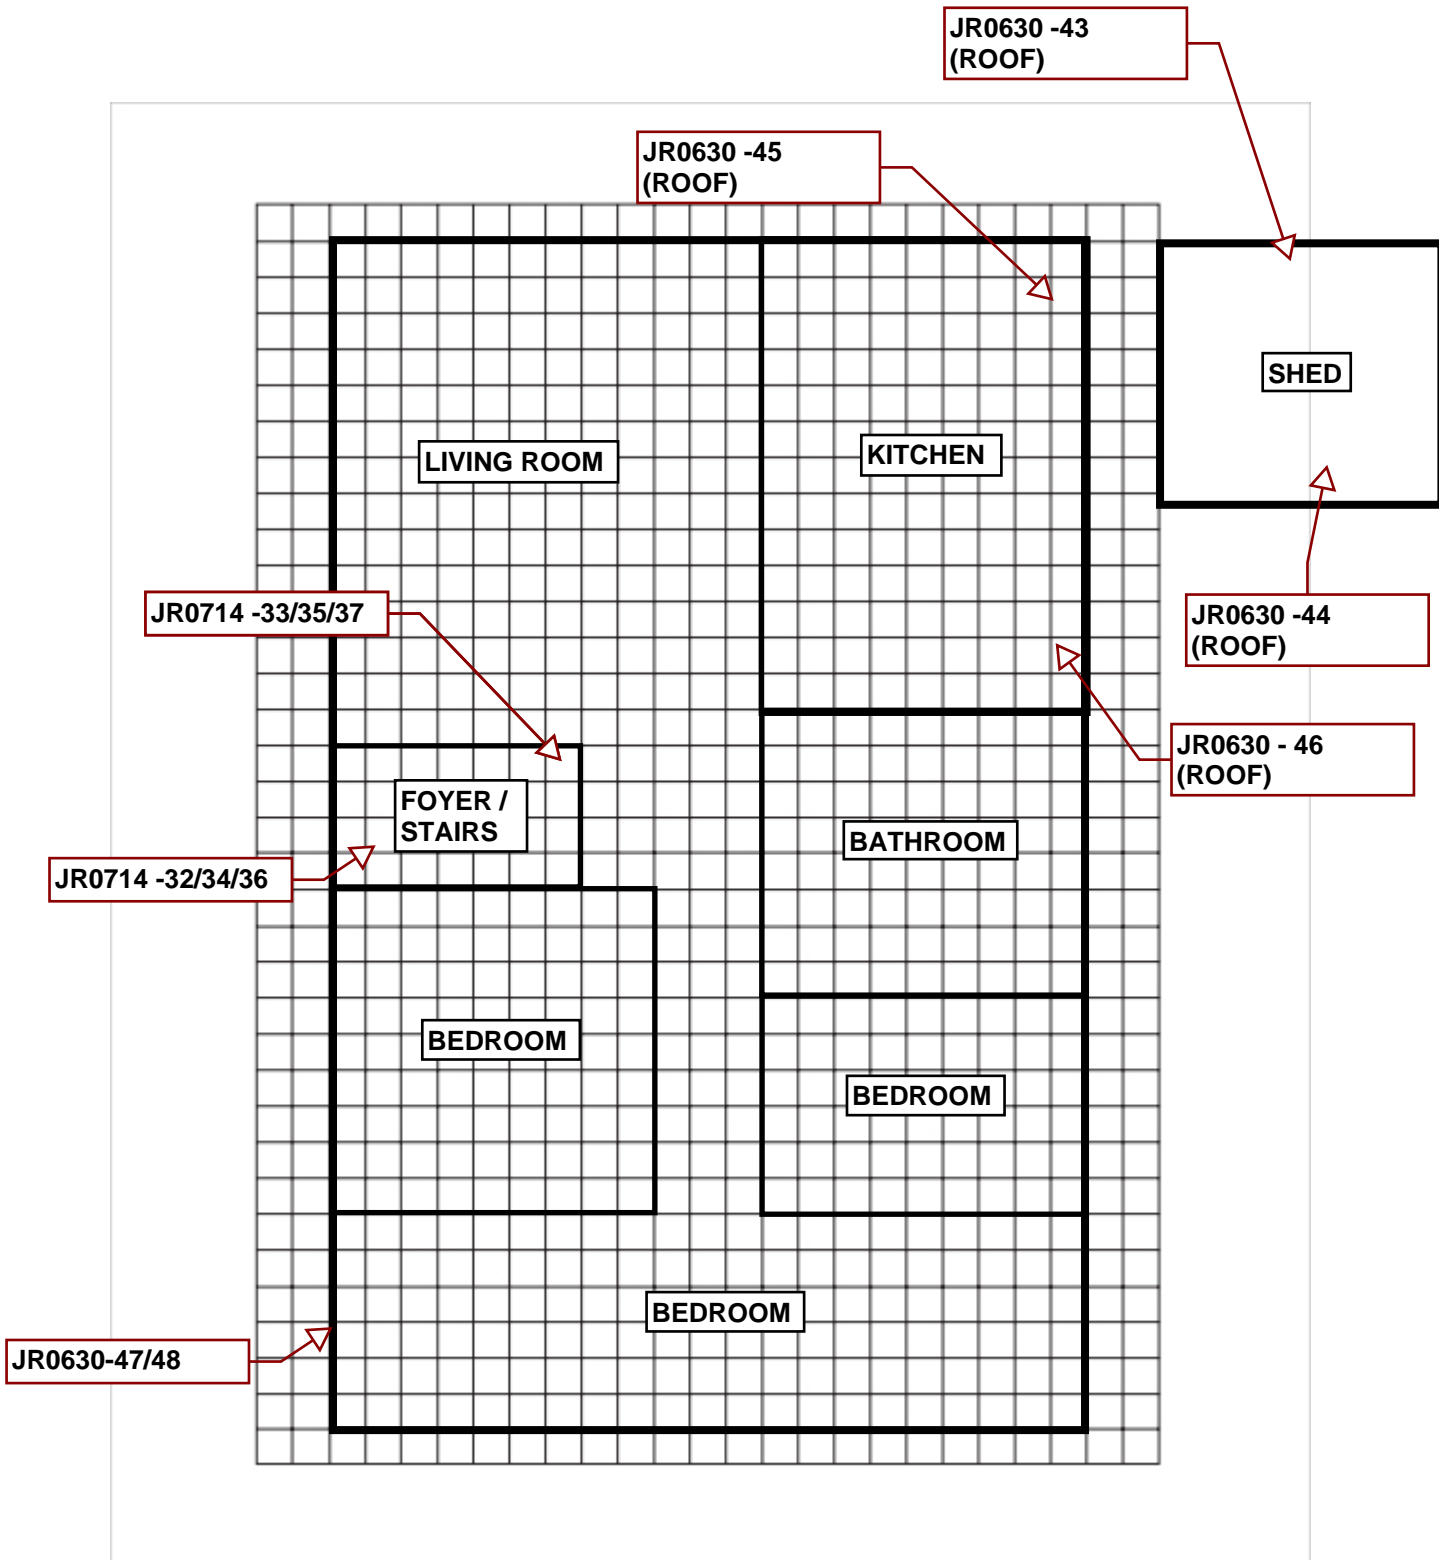 JR0630 -43
(ROOF)
JR0630 -45
(ROOF)
SHED
LIVING ROOM
KITCHEN
JR0714 -33/35/37
JR0630 -44
(ROOF)
JR0630 - 46
(ROOF)
FOYER /
STAIRS
BATHROOM
JR0714 -32/34/36
BEDROOM
BEDROOM
BEDROOM
JR0630-47/48